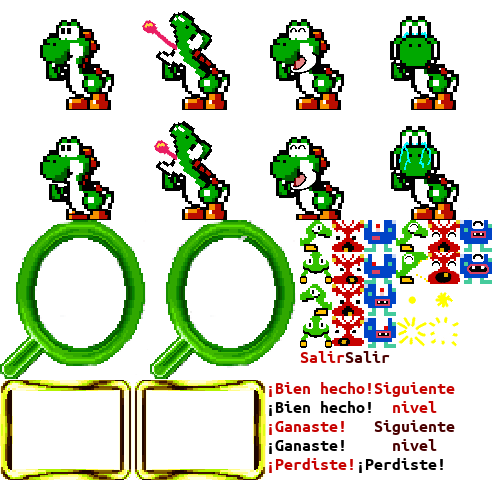 SalirSalir
¡Bien hecho!Siguiente
¡Bien hecho! nivel
¡Ganaste! Siguiente
¡Ganaste! nivel
¡Perdiste!¡Perdiste!